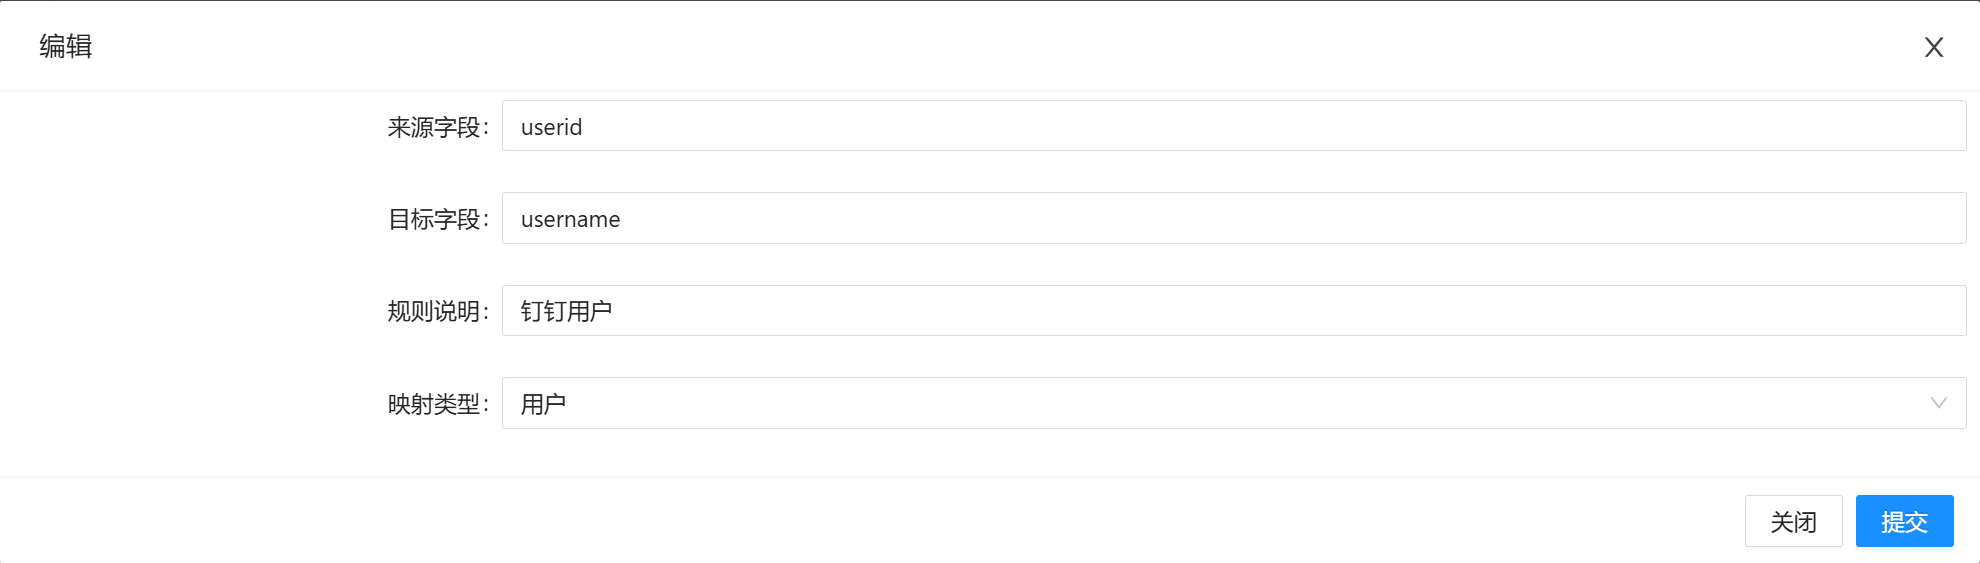 编辑
来源字段: userid
目标字段: username
规则说明: 钉钉用户
映射类型: 用户
关闭 提交